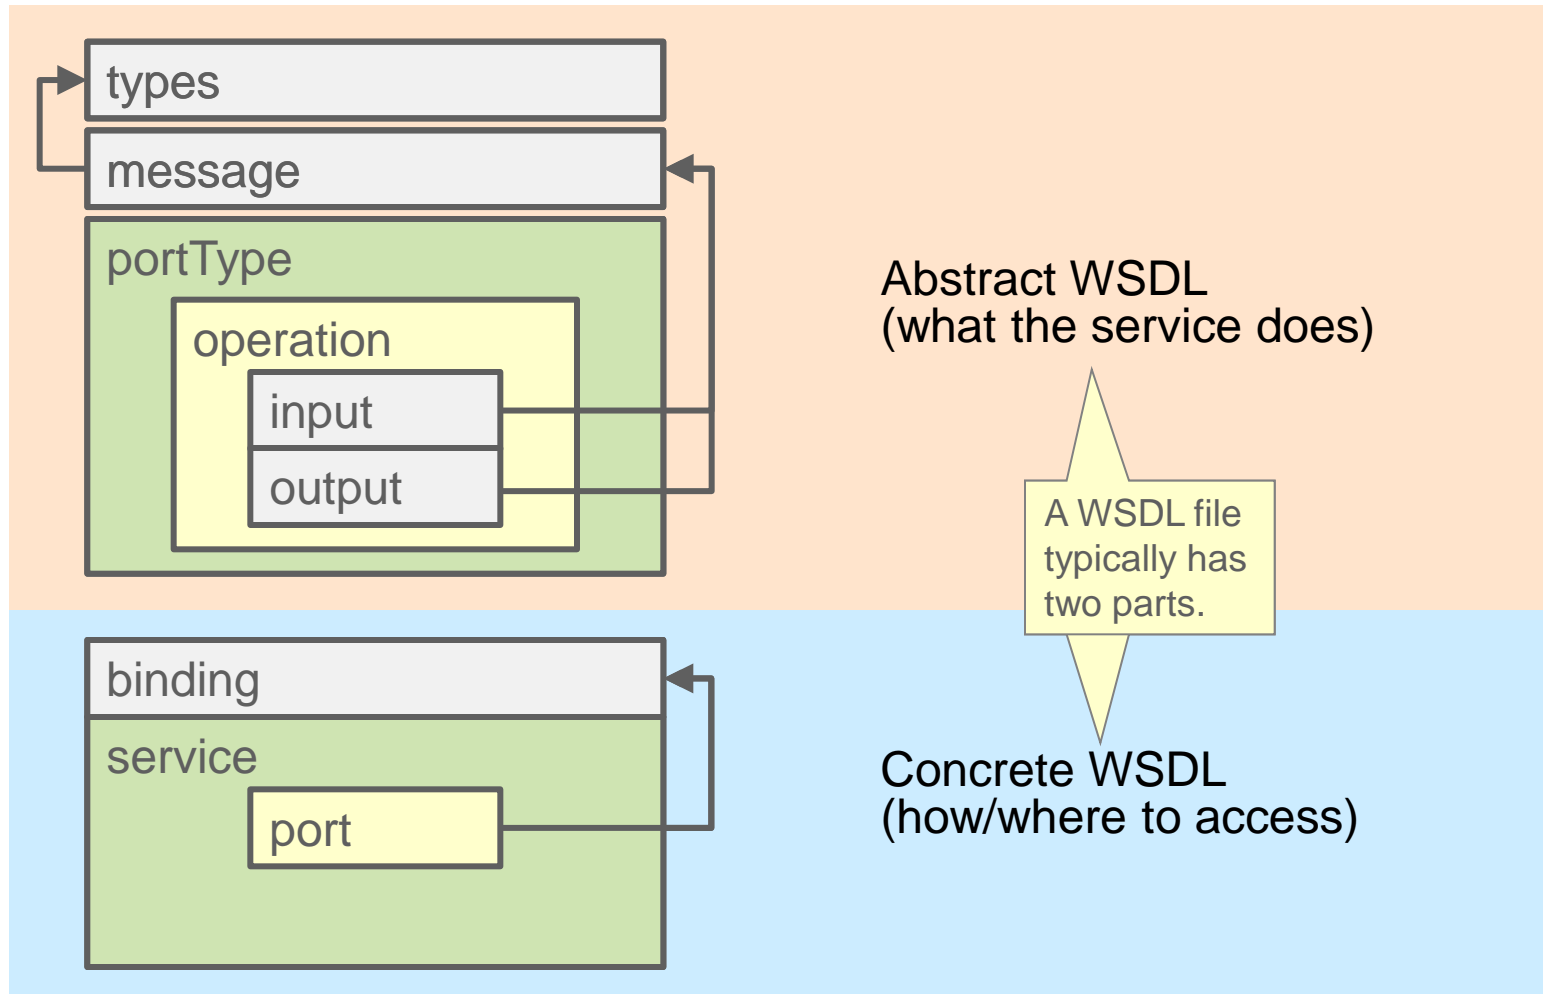 types
message
portType
operation
input
output
Abstract WSDL
(what the service does)
A WSDL file
typically has
two parts.
binding
service
port
Concrete WSDL
(how/where to access)